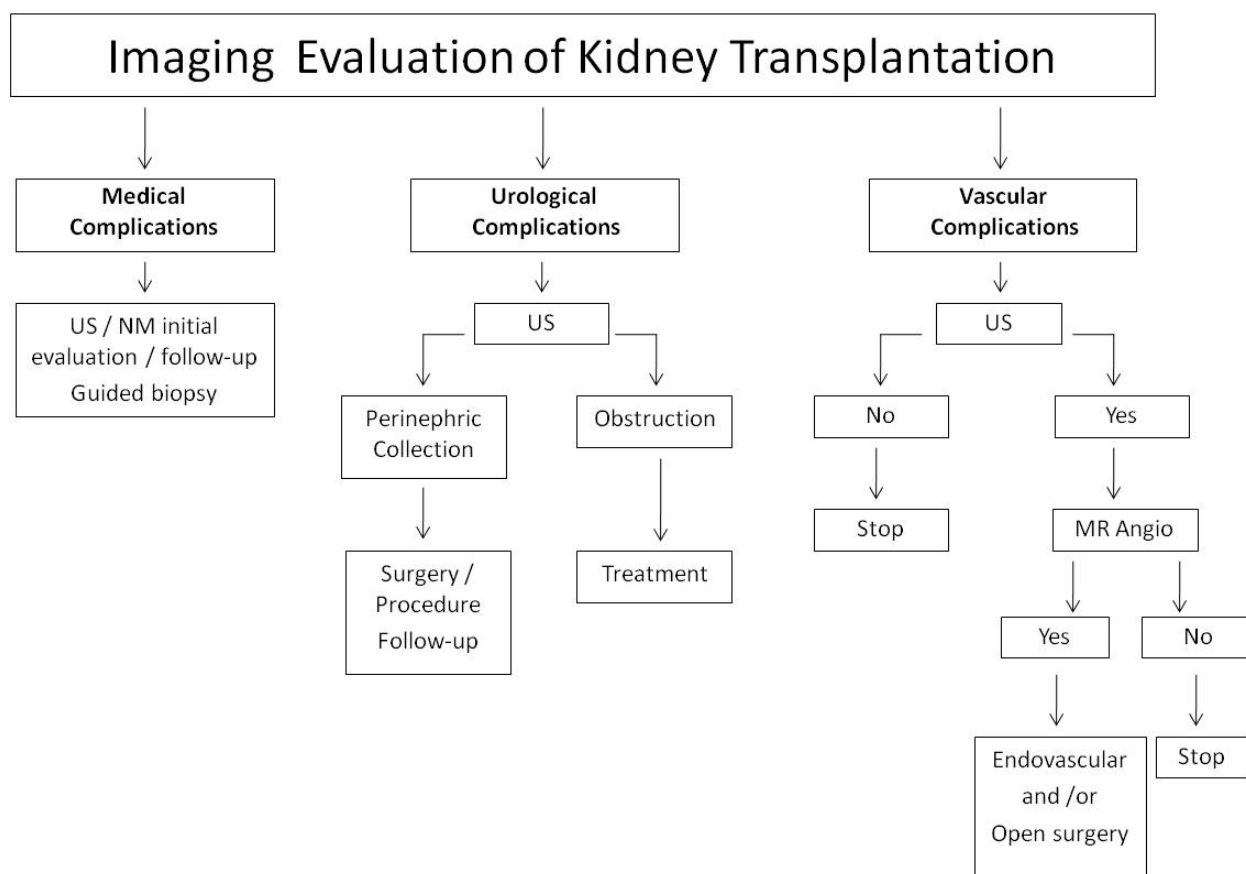 Imaging Evaluation of Kidney Transplantation
Medical
Complications
US / NM initial
evaluation / follow-up
Guided biopsy
Urological
Complications
US
Perinephric
Collection
Surgery /
Procedure
Follow-up
Obstruction
Treatment
Vascular
Complications
US
No
Stop
Yes
MR Angio
Yes
Endovascular
and /or
Open surgery
No
Stop